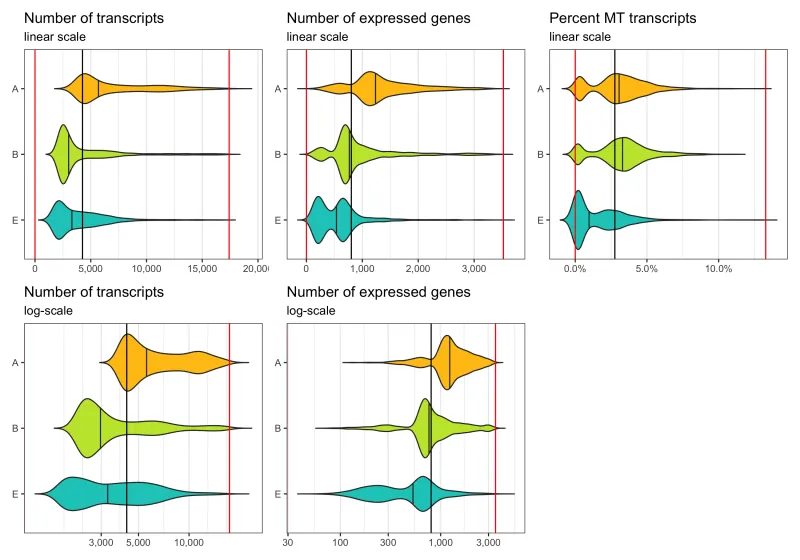 Number of transcripts
linear scale
A
B
E
0
5,000
10,000
15,000
Number of expressed genes
linear scale
A
B
E
0
1,000
2,000
3,000
Percent MT transcripts
linear scale
A
B
E
0.0%
5.0%
10.0%
Number of transcripts
log-scale
A
B
E
3,000
5,000
10,000
Number of expressed genes
log-scale
A
B
E
30
100
300
1,000
3,000